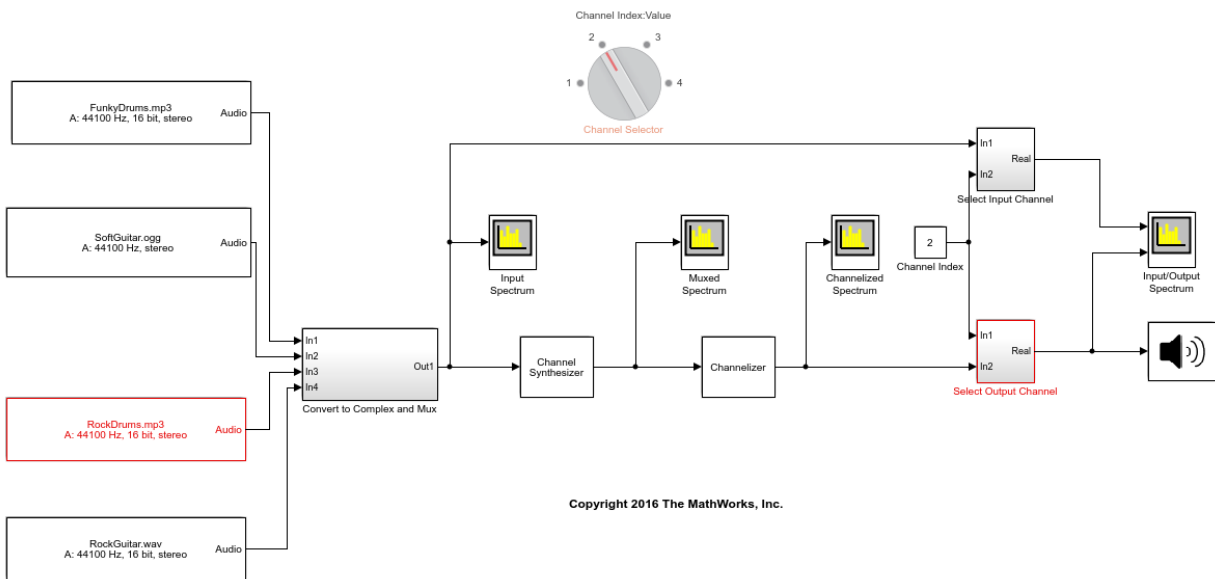 Channel Index:Value
2
3
1
4
Channel Selector
FunkyDrums.mp3
A: 44100 Hz, 16 bit, stereo
Audio
SoftGuitar.ogg
A: 44100 Hz, stereo
Audio
RockDrums.mp3
A: 44100 Hz, 16 bit, stereo
Audio
RockGuitar.wav
A: 44100 Hz, 16 bit, stereo
Audio
In1
In2
In3
In4
Out1
Convert to Complex and Mux
Input
Spectrum
Channel
Synthesizer
Muxed
Spectrum
Channelizer
Channelized
Spectrum
2
Channel Index
In1
In2
Real
Select Input Channel
In1
In2
Real
Select Output Channel
Input/Output
Spectrum
Copyright 2016 The MathWorks, Inc.